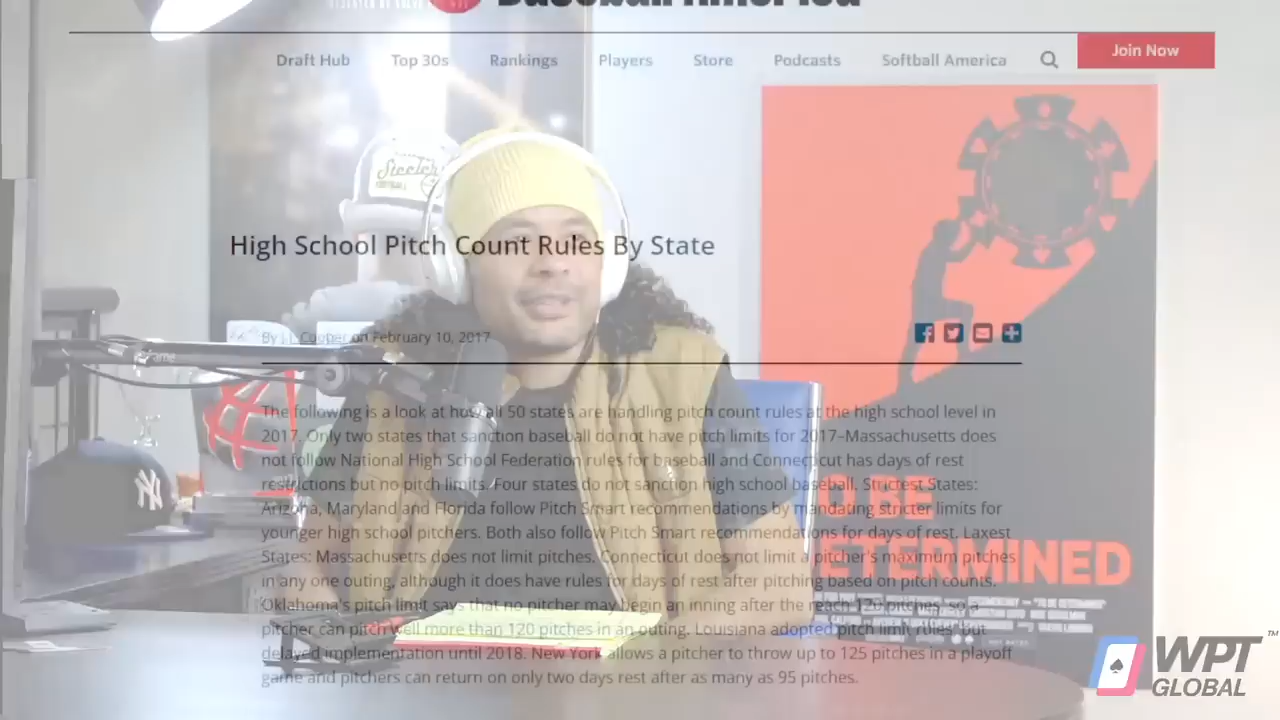 Baseball America
Draft Hub Top 30s Rankings Players Store Podcasts Softball America
Join Now
Steelers
FOOTBALL
High School Pitch Count Rules By State
By J.J. Cooper on February 10, 2017
The following is a look at how all 50 states are handling pitch count rules at the high school level in
2017. Only two states that sanction baseball do not have pitch limits for 2017–Massachusetts does
not follow National High School Federation rules for baseball and Connecticut has days of rest
restrictions but no pitch limits. Four states do not sanction high school baseball. Strictest States:
Arizona, Maryland and Florida follow Pitch Smart recommendations by mandating stricter limits for
younger high school pitchers. Both also follow Pitch Smart recommendations for days of rest. Laxest
States: Massachusetts does not limit pitches. Connecticut does not limit a pitcher's maximum pitches
in any one outing, although it does have rules for days of rest after pitching based on pitch counts.
Oklahoma's pitch limit says that no pitcher may begin an inning after the reach 120 pitches, so a
pitcher can pitch well more than 120 pitches in an outing. Louisiana adopted pitch limit rules but
delayed implementation until 2018. New York allows a pitcher to throw up to 125 pitches in a playoff
game and pitchers can return on only two days rest after as many as 95 pitches.
O BE
ETERMINED
NY
WPT™
GLOBAL